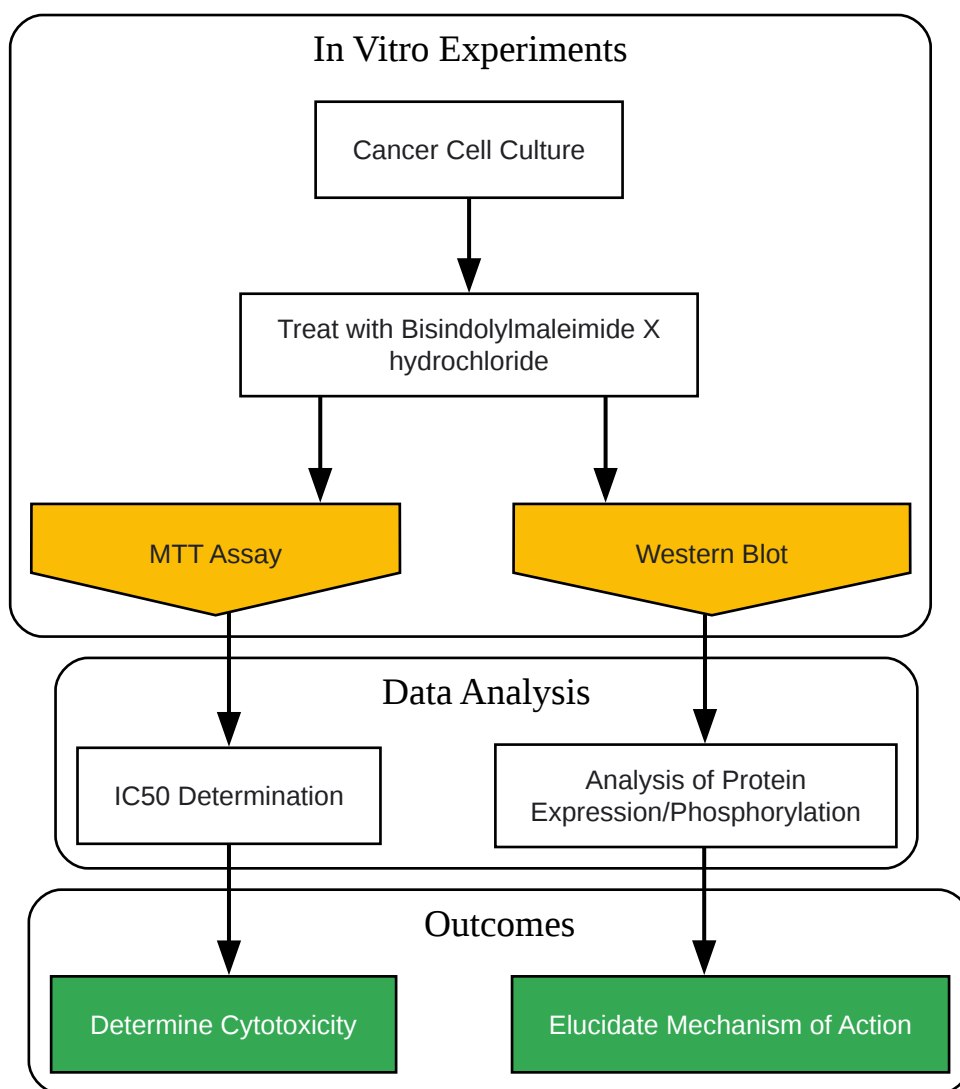 In Vitro Experiments
Cancer Cell Culture
Treat with Bisindolylmaleimide X
hydrochloride
MTT Assay
Western Blot
Data Analysis
IC50 Determination
Analysis of Protein
Expression/Phosphorylation
Outcomes
Determine Cytotoxicity
Elucidate Mechanism of Action